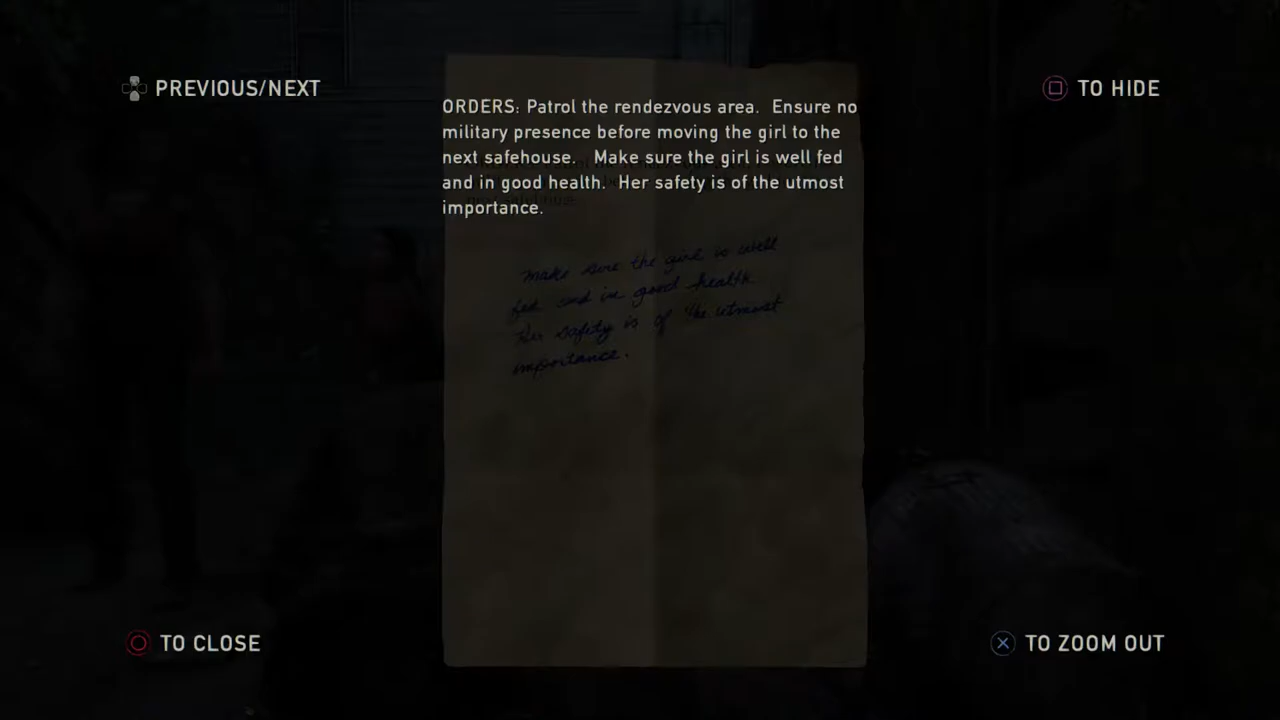 PREVIOUS/NEXT
TO HIDE
ORDERS: Patrol the rendezvous area.  Ensure no
military presence before moving the girl to the
next safehouse.   Make sure the girl is well fed
and in good health.  Her safety is of the utmost
importance.
Make sure the girl is well
fed and in good health
Her safety is of the utmost
importance.
TO CLOSE
TO ZOOM OUT